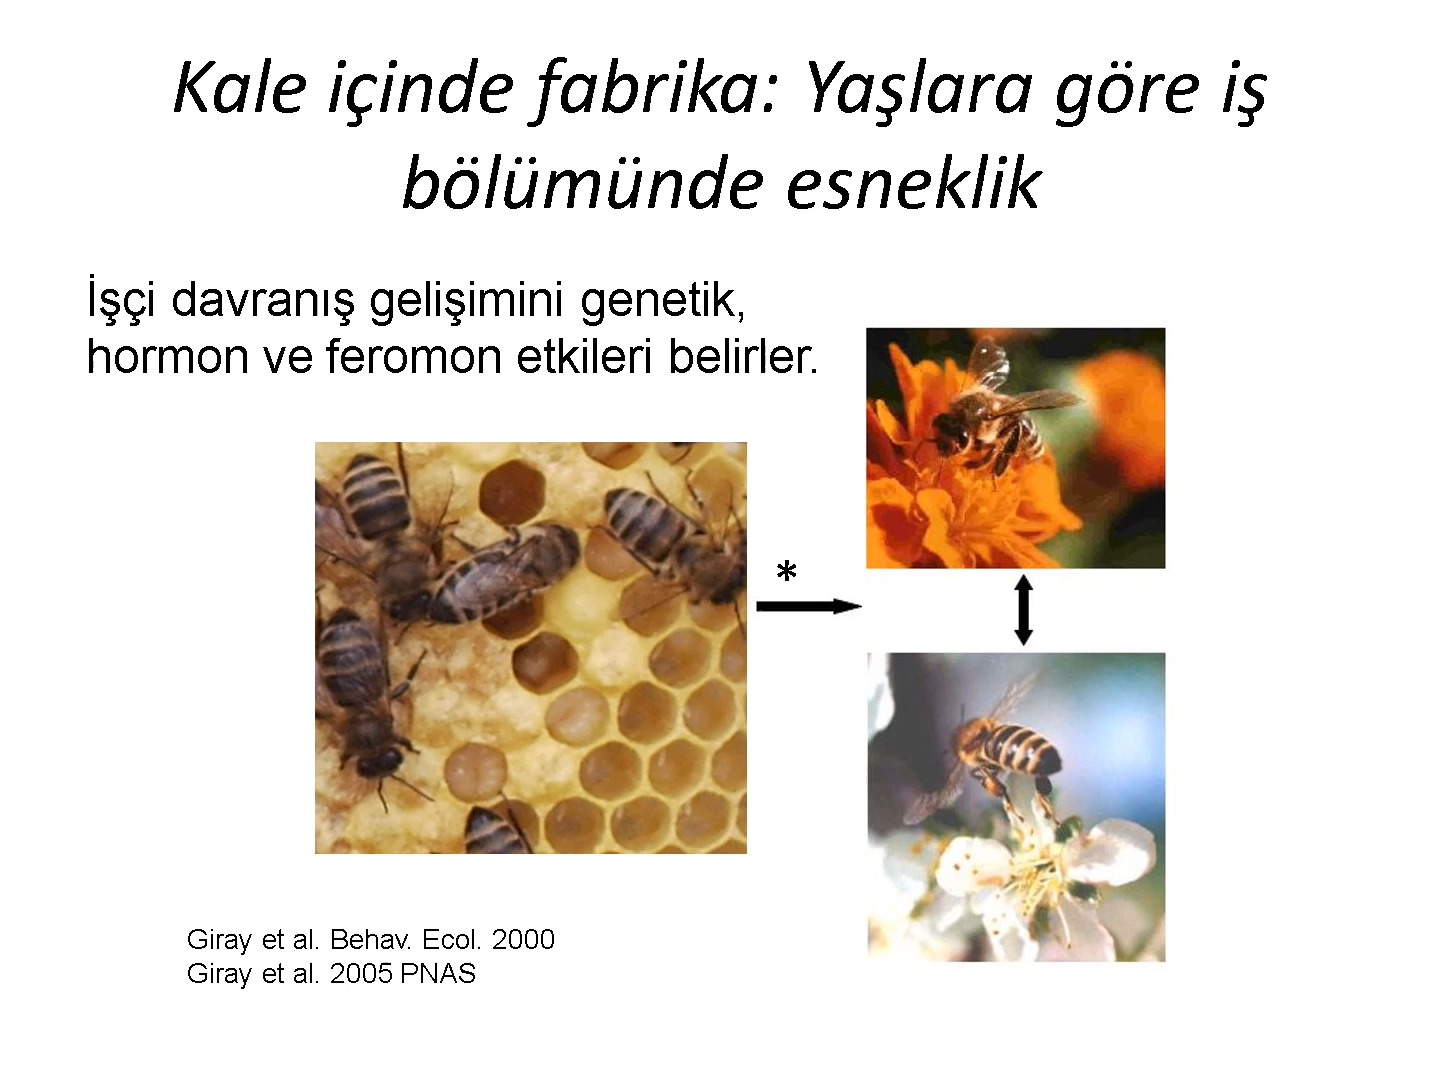 Kale içinde fabrika: Yaşlara göre iş
bölümünde esneklik
İşçi davranış gelişimini genetik,
hormon ve feromon etkileri belirler.
*
Giray et al. Behav. Ecol. 2000
Giray et al. 2005 PNAS